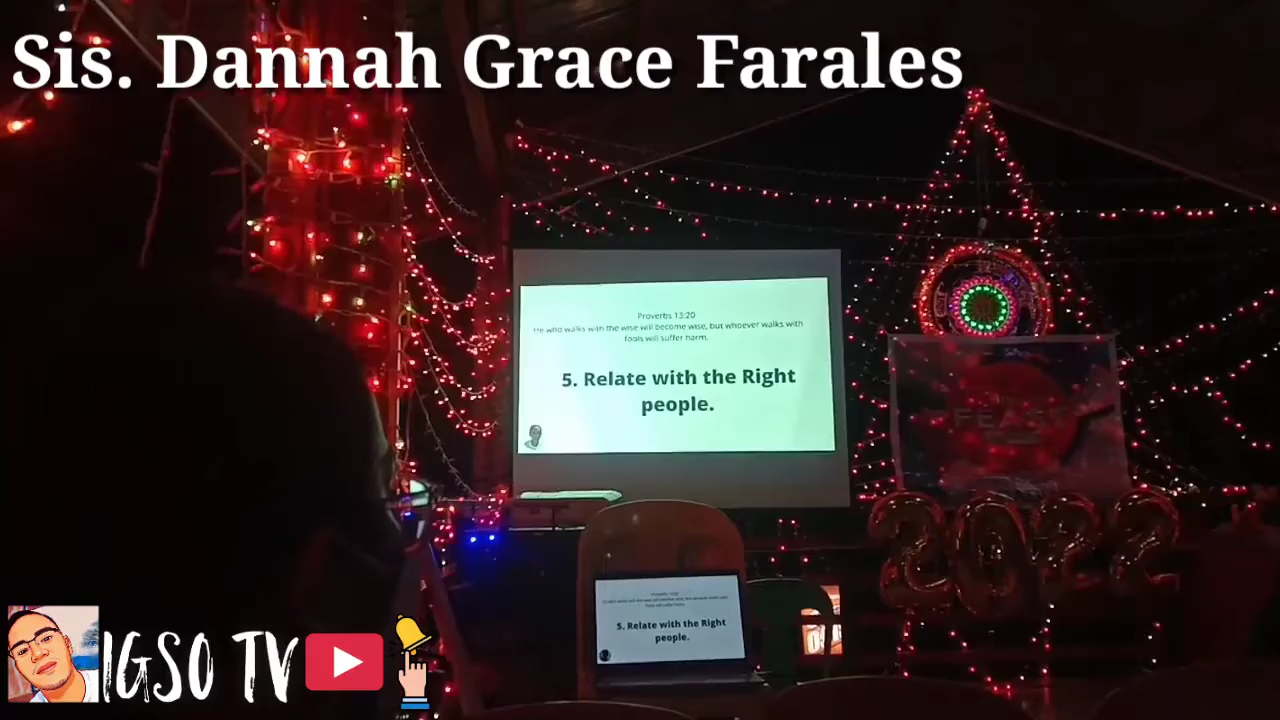 Sis. Dannah Grace Farales
Proverbs 13:20
He who walks with the wise will become wise, but whoever walks with
fools will suffer harm.
5. Relate with the Right
people.
FEAST
2022
5. Relate with the Right
people.
IGSO TV